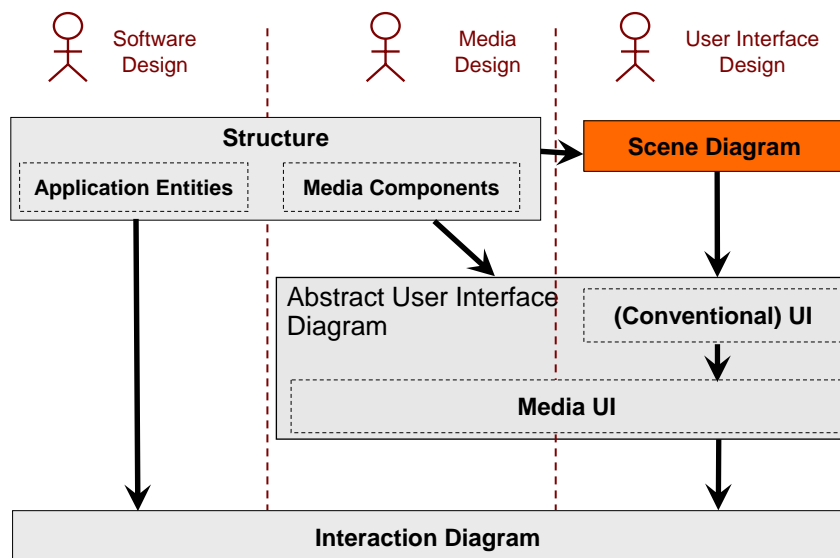 Software
Design
Media
Design
User Interface
Design
Structure
Scene Diagram
Application Entities
Media Components
Abstract User Interface
Diagram
(Conventional) UI
Media UI
Interaction Diagram